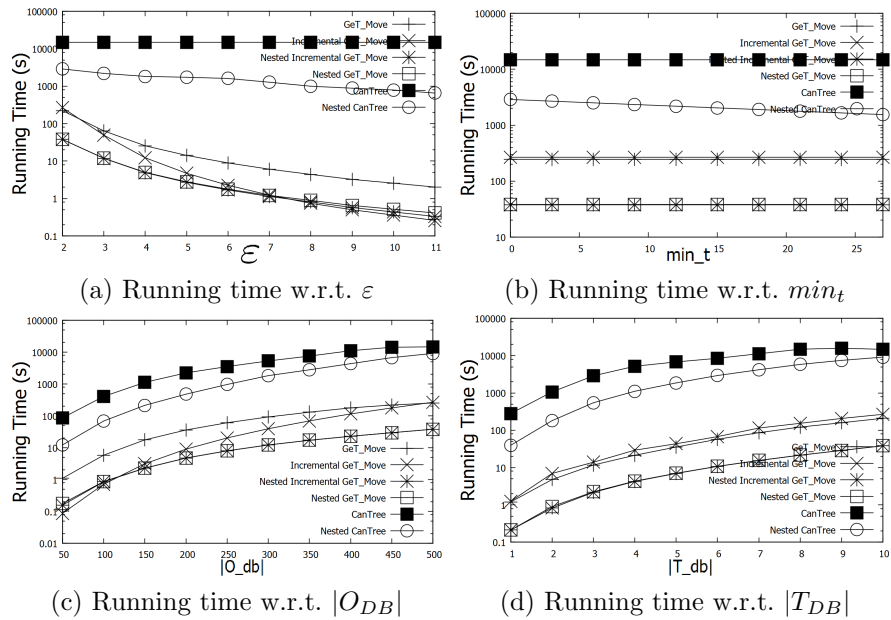 100000
10000
1000
100
10
1
0.1
Running Time (s)
2 3 4 5 6 7 8 9 10 11
ε
GeT_Move
Incremental GeT_Move
Nested Incremental GeT_Move
Nested GeT_Move
CanTree
Nested CanTree
(a) Running time w.r.t. ε
100000
10000
1000
100
10
Running Time (s)
0 5 10 15 20 25
min_t
GeT_Move
Incremental GeT_Move
Nested Incremental GeT_Move
Nested GeT_Move
CanTree
Nested CanTree
(b) Running time w.r.t. min_t
100000
10000
1000
100
10
1
0.1
0.01
Running Time (s)
50 100 150 200 250 300 350 400 450 500
|O_db|
GeT_Move
Incremental GeT_Move
Nested Incremental GeT_Move
Nested GeT_Move
CanTree
Nested CanTree
(c) Running time w.r.t. |O_DB|
100000
10000
1000
100
10
1
0.1
Running Time (s)
1 2 3 4 5 6 7 8 9 10
|T_db|
GeT_Move
Incremental GeT_Move
Nested Incremental GeT_Move
Nested GeT_Move
CanTree
Nested CanTree
(d) Running time w.r.t. |T_DB|